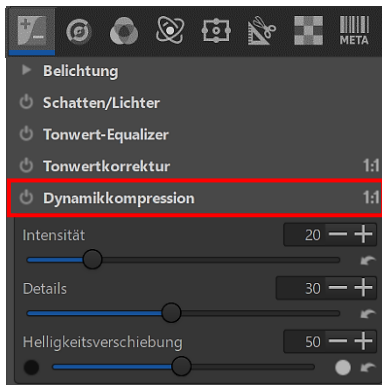 META
Belichtung
Schatten/Lichter
Tonwert-Equalizer
Tonwertkorrektur 1:1
Dynamikkompression 1:1
Intensität 20
Details 30
Helligkeitsverschiebung 50